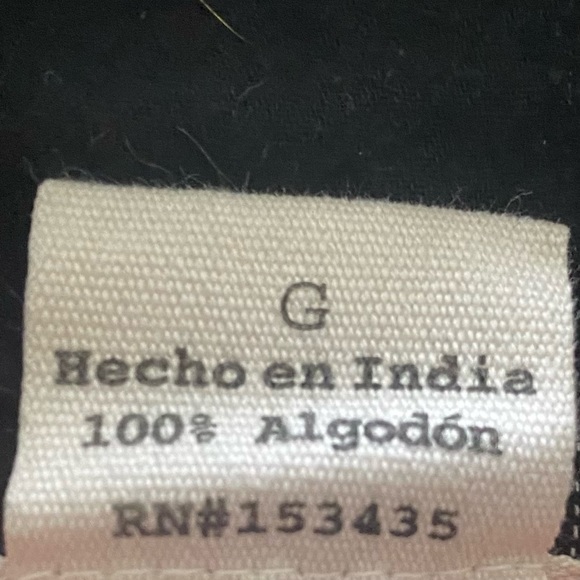 G
Hecho en India
100% Algodón
RN#153435